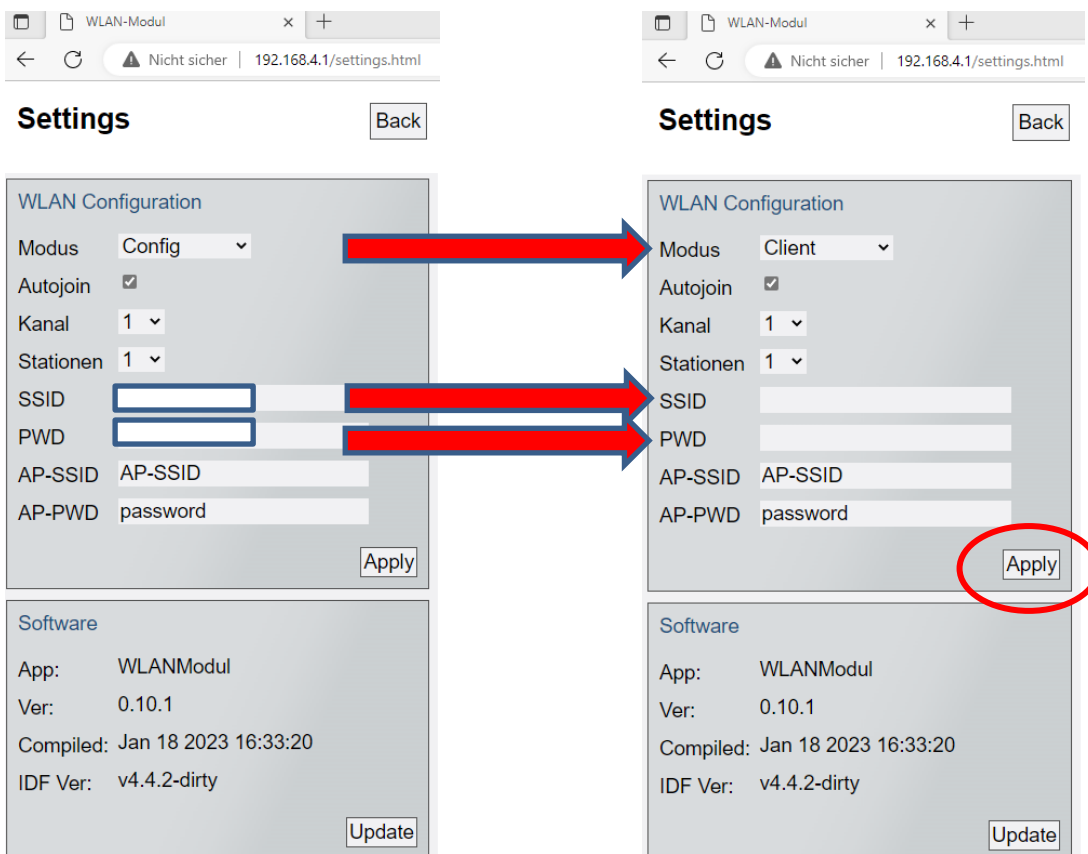 WLAN-Modul
Nicht sicher | 192.168.4.1/settings.html
Settings
Back
WLAN Configuration
Modus Config
Autojoin
Kanal 1
Stationen 1
SSID
PWD
AP-SSID AP-SSID
AP-PWD password
Apply
Software
App: WLANModul
Ver: 0.10.1
Compiled: Jan 18 2023 16:33:20
IDF Ver: v4.4.2-dirty
Update
WLAN-Modul
Nicht sicher | 192.168.4.1/settings.html
Settings
Back
WLAN Configuration
Modus Client
Autojoin
Kanal 1
Stationen 1
SSID
PWD
AP-SSID AP-SSID
AP-PWD password
Apply
Software
App: WLANModul
Ver: 0.10.1
Compiled: Jan 18 2023 16:33:20
IDF Ver: v4.4.2-dirty
Update